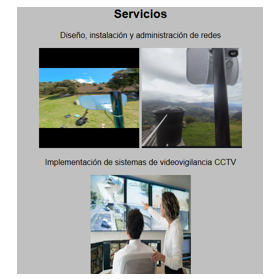 Servicios
Diseño, instalación y administración de redes
Implementación de sistemas de videovigilancia CCTV